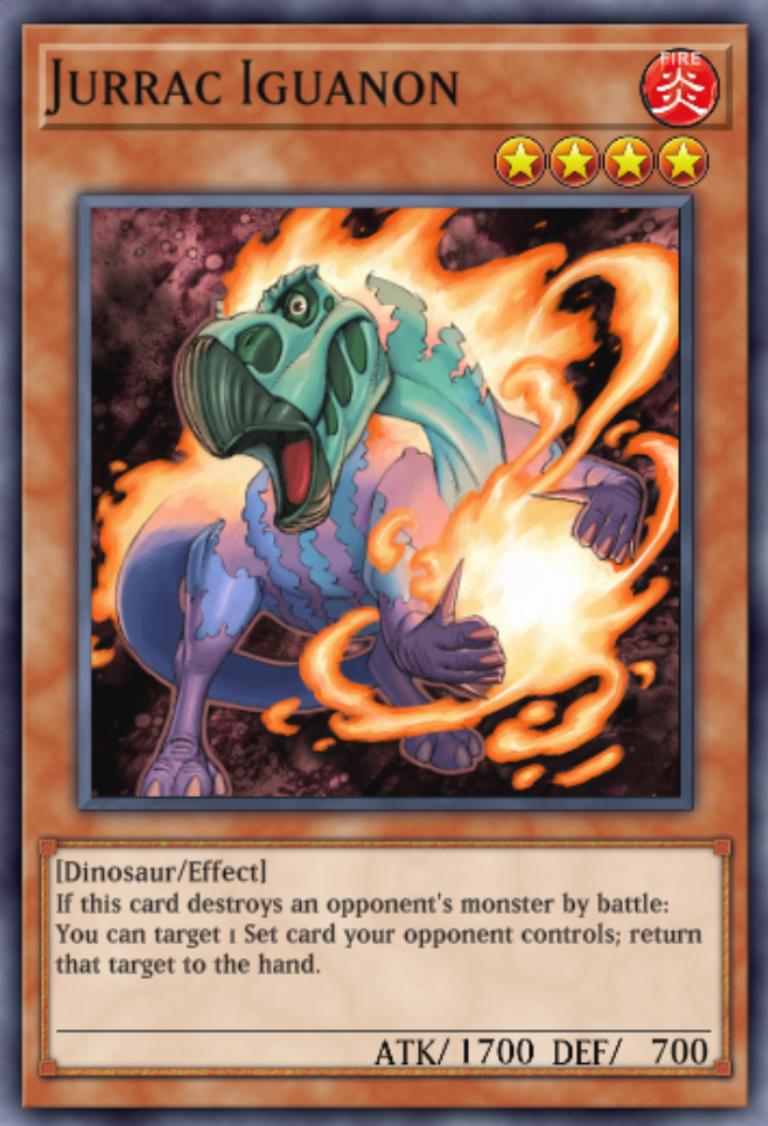 JURRAC IGUANON
FIRE
炎
[Dinosaur/Effect]
If this card destroys an opponent's monster by battle:
You can target 1 Set card your opponent controls; return
that target to the hand.
ATK/ 1700 DEF/ 700